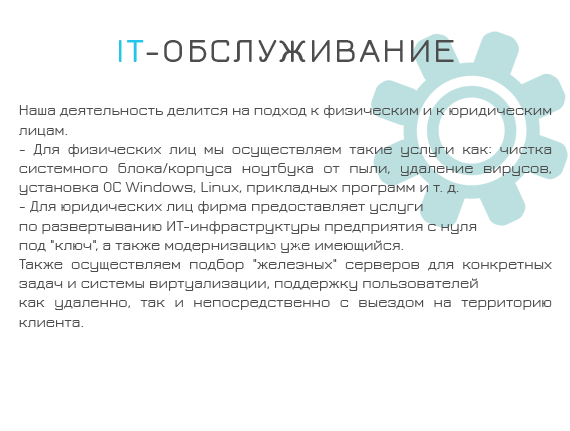 IT-ОБСЛУЖИВАНИЕ
Наша деятельность делится на подход к физическим и к юридическим
лицам.
- Для физических лиц мы осуществляем такие услуги как: чистка
системного блока/корпуса ноутбука от пыли, удаление вирусов,
установка ОС Windows, Linux, прикладных программ и т. д.
- Для юридических лиц фирма предоставляет услуги
по развертыванию ИТ-инфраструктуры предприятия с нуля
под "ключ", а также модернизацию уже имеющийся.
Также осуществляем подбор "железных" серверов для конкретных
задач и системы виртуализации, поддержку пользователей
как удаленно, так и непосредственно с выездом на территорию
клиента.